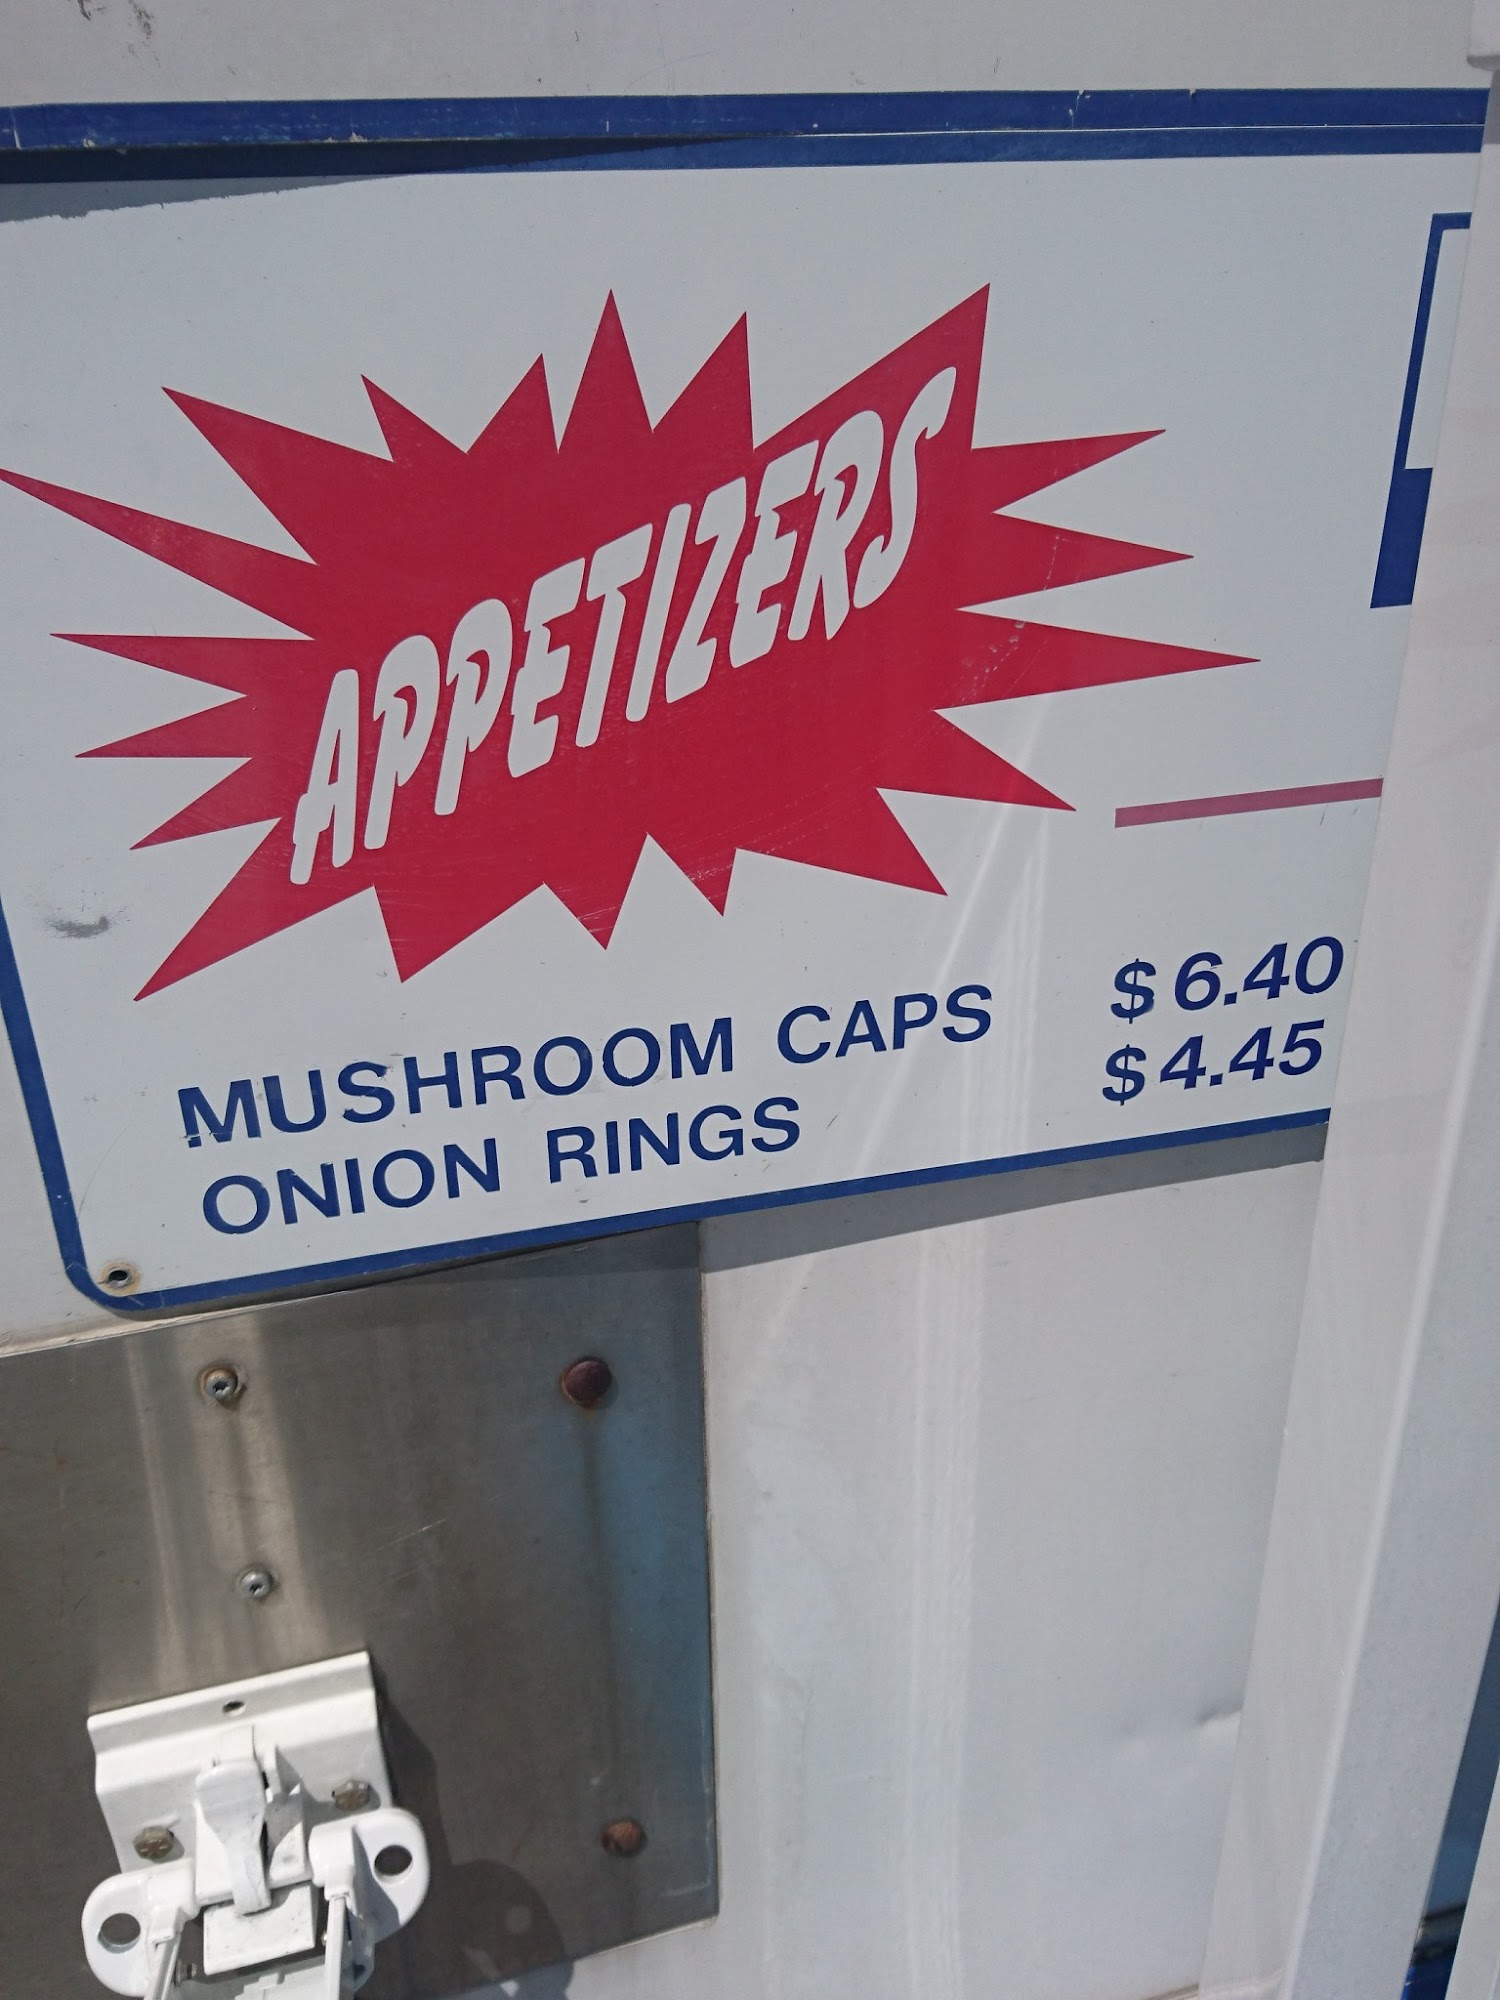 APPETIZERS
MUSHROOM CAPS $6.40
ONION RINGS $4.45